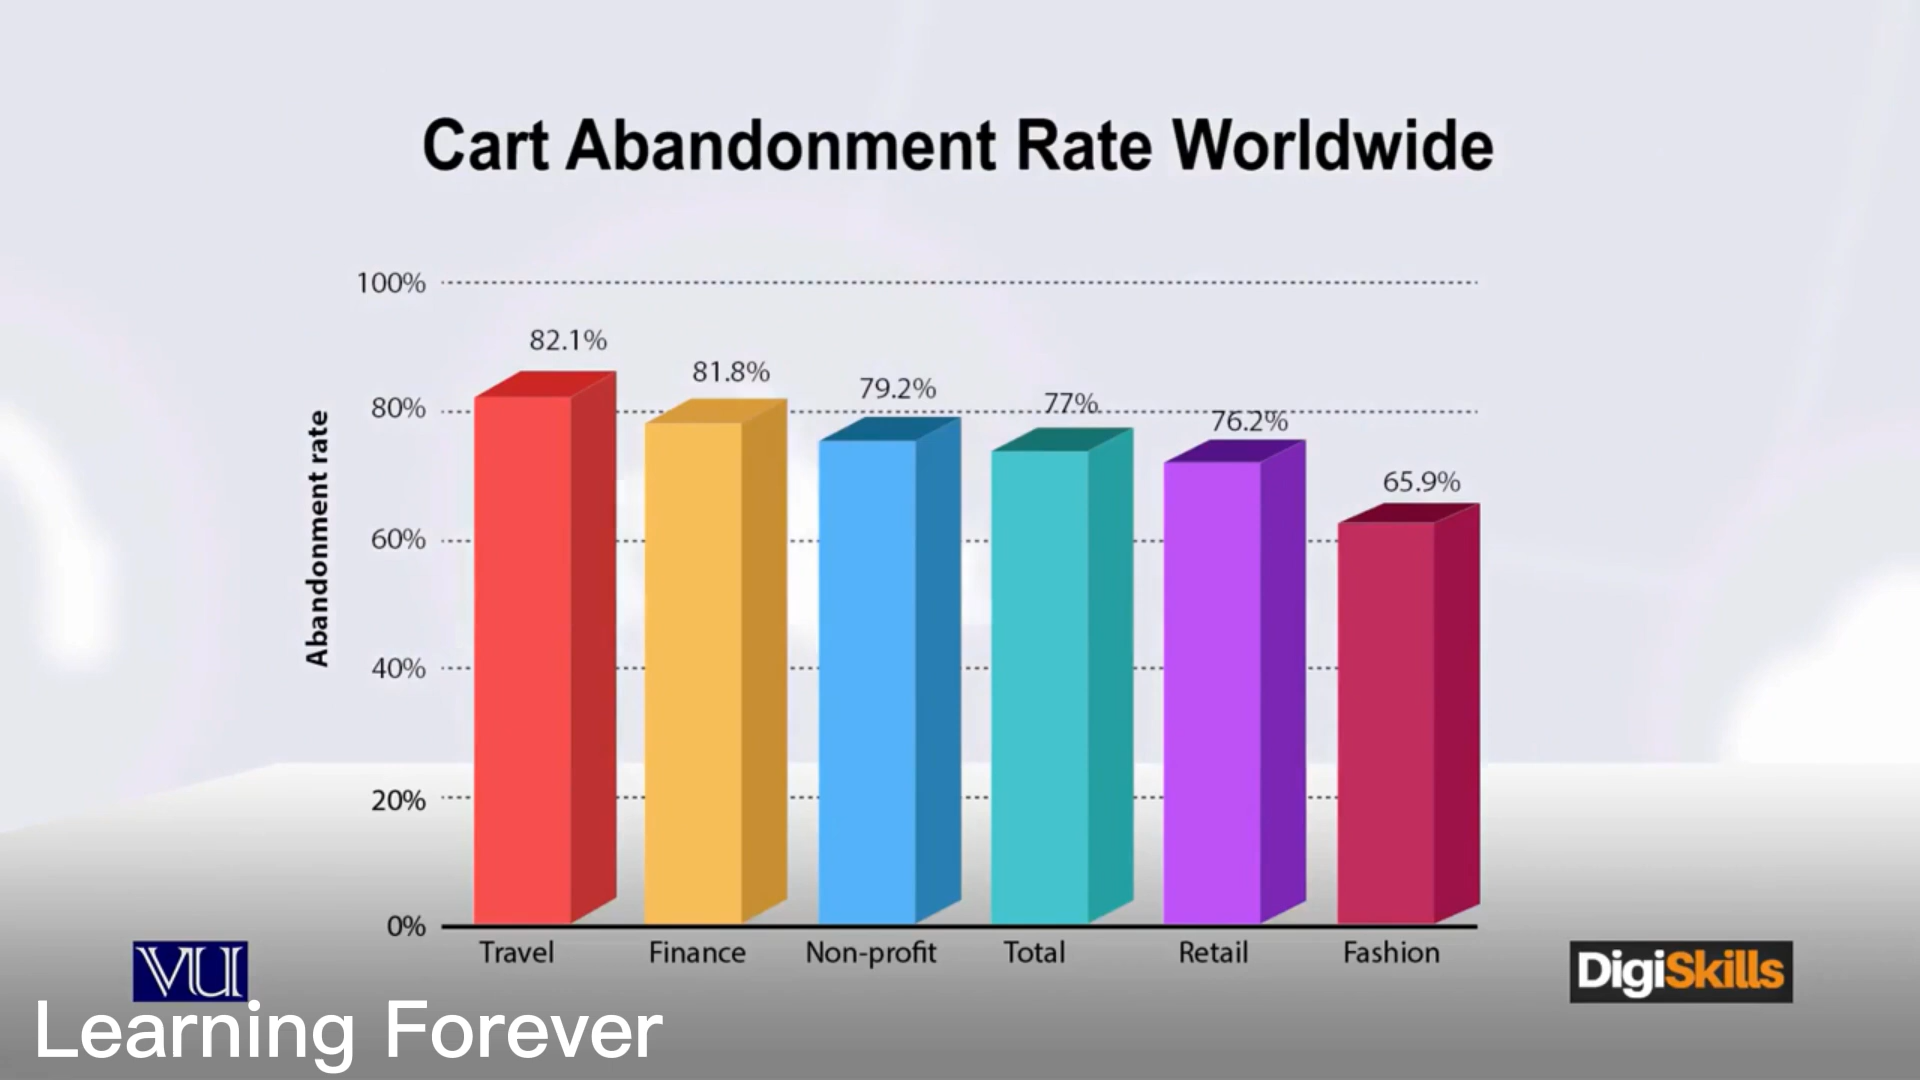 Cart Abandonment Rate Worldwide
100%
82.1%
81.8%
79.2%
77%
76.2%
65.9%
80%
60%
40%
20%
0%
Abandonment rate
Travel Finance Non-profit Total Retail Fashion
VU
DigiSkills
Learning Forever